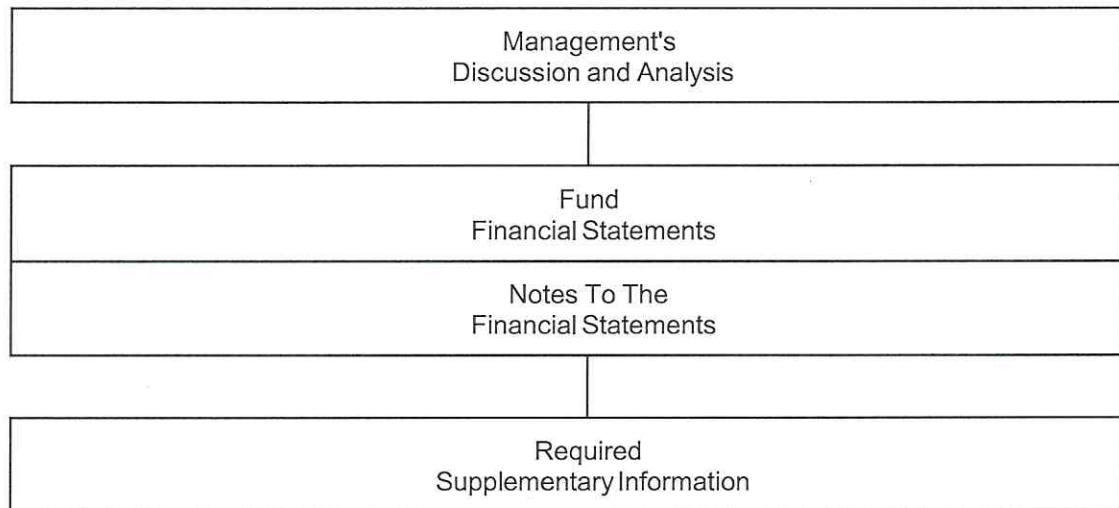 Management's
Discussion and Analysis
Fund
Financial Statements
Notes To The
Financial Statements
Required
Supplementary Information